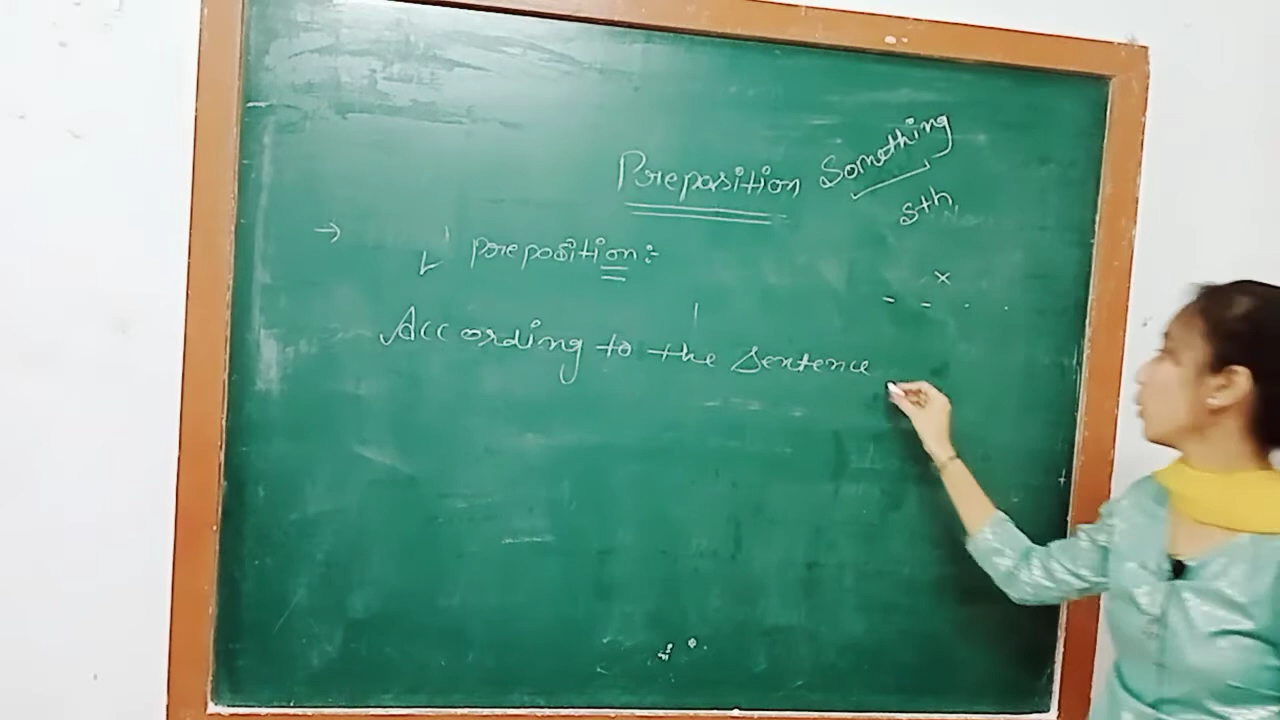 Preposition Something
sth
→ preposition:
According to the sentence